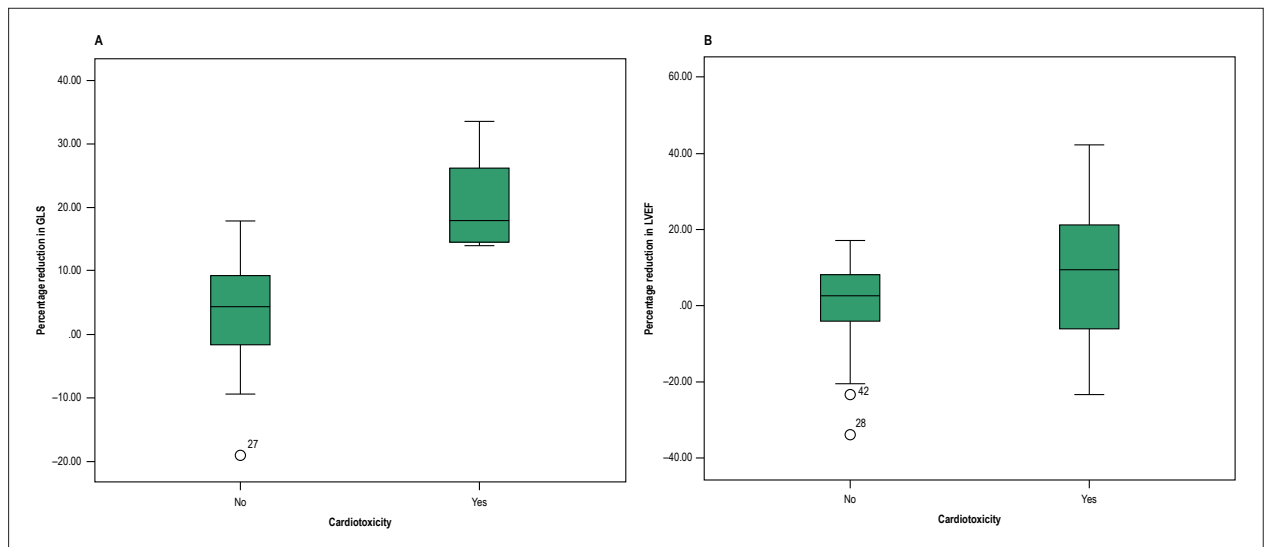 A
40.00
30.00
20.00
10.00
.00
–10.00
–20.00
Percentage reduction in GLS
27
No
Yes
Cardiotoxicity
B
60.00
40.00
20.00
.00
–20.00
–40.00
Percentage reduction in LVEF
42
28
No
Yes
Cardiotoxicity